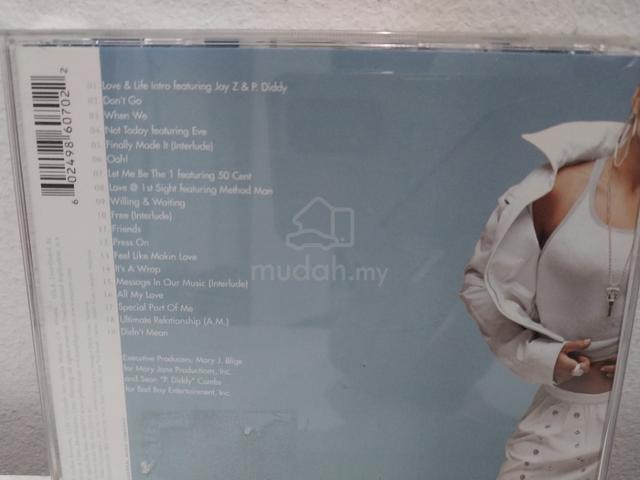 01 Love & Life Intro featuring Jay Z & P. Diddy
02 Don't Go
03 When We
04 Not Today featuring Eve
05 Finally Made It (Interlude)
06 Ooh!
07 Let Me Be The 1 featuring 50 Cent
08 Love @ 1st Sight featuring Method Man
09 Willing & Waiting
10 Free (Interlude)
11 Friends
12 Press On
13 Feel Like Makin Love
14 It's A Wrap
15 Message In Our Music (Interlude)
16 All My Love
17 Special Part Of Me
18 Ultimate Relationship (A.M.)
19 Didn't Mean
Executive Producers: Mary J. Blige
for Mary Jane Productions, Inc.
and Sean "P. Diddy" Combs
for Bad Boy Entertainment, Inc.
6 02498 60702 2
mudah.my